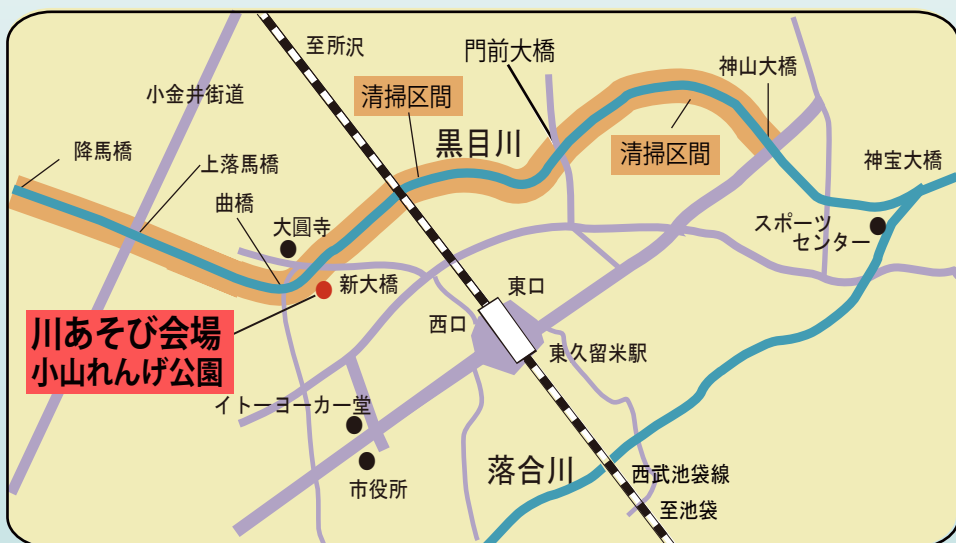 至所沢
門前大橋
神山大橋
小金井街道
清掃区間
黒目川
降馬橋
上落馬橋
清掃区間
神宝大橋
曲橋
大圓寺
スポーツ
センター
新大橋
東口
川あそび会場
小山れんげ公園
西口
東久留米駅
イトーヨーカー堂
落合川
西武池袋線
市役所
至池袋